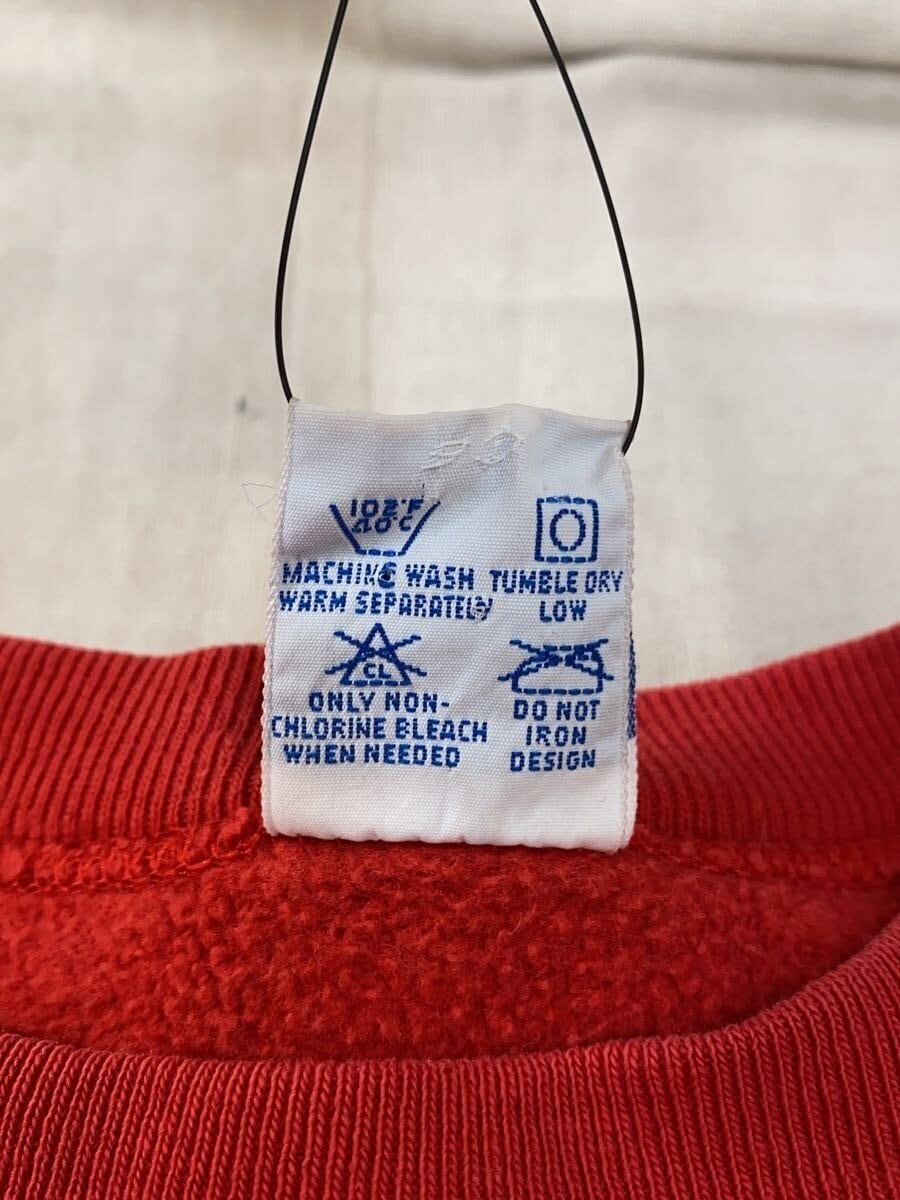 102°F
40°C
MACHINE WASH
WARM SEPARATELY
TUMBLE DRY
LOW
CL
ONLY NON-
CHLORINE BLEACH
WHEN NEEDED
DO NOT
IRON
DESIGN